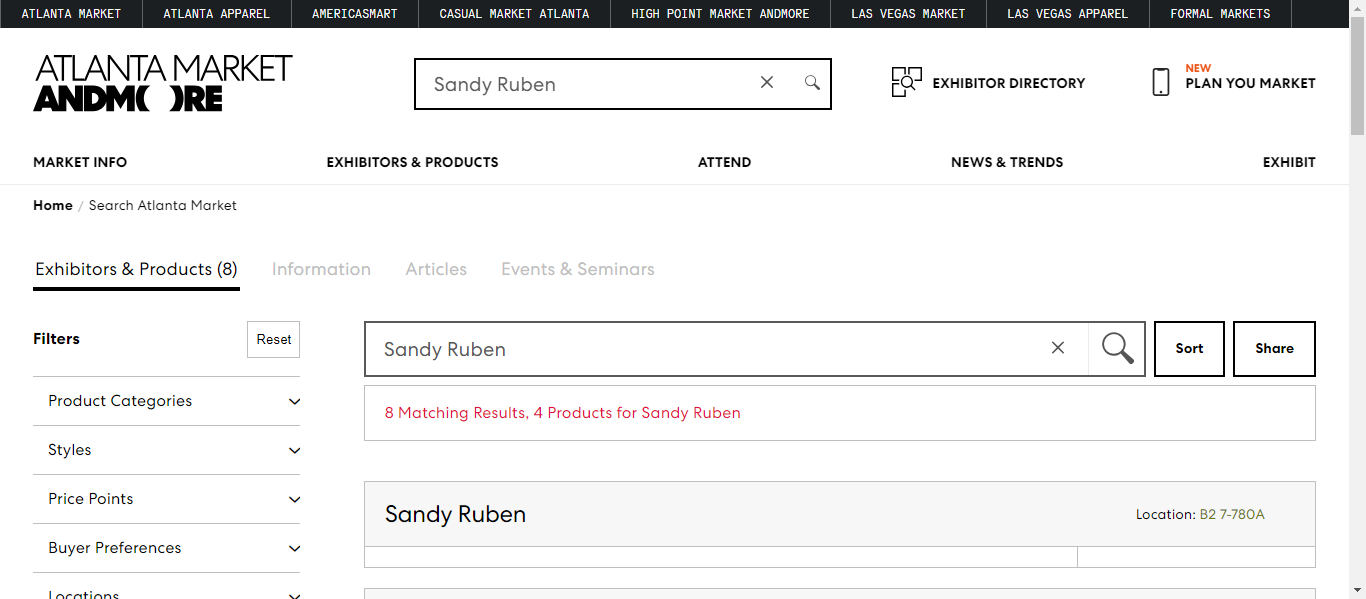 ATLANTA MARKET ATLANTA APPAREL AMERICASMART CASUAL MARKET ATLANTA HIGH POINT MARKET ANDMORE LAS VEGAS MARKET LAS VEGAS APPAREL FORMAL MARKETS
ATLANTA MARKET
ANDM( )RE
Sandy Ruben
EXHIBITOR DIRECTORY
NEW
PLAN YOU MARKET
MARKET INFO EXHIBITORS & PRODUCTS ATTEND NEWS & TRENDS EXHIBIT
Home / Search Atlanta Market
Exhibitors & Products (8) Information Articles Events & Seminars
Filters Reset
Product Categories
Styles
Price Points
Buyer Preferences
Locations
Sandy Ruben Sort Share
8 Matching Results, 4 Products for Sandy Ruben
Sandy Ruben Location: B2 7-780A